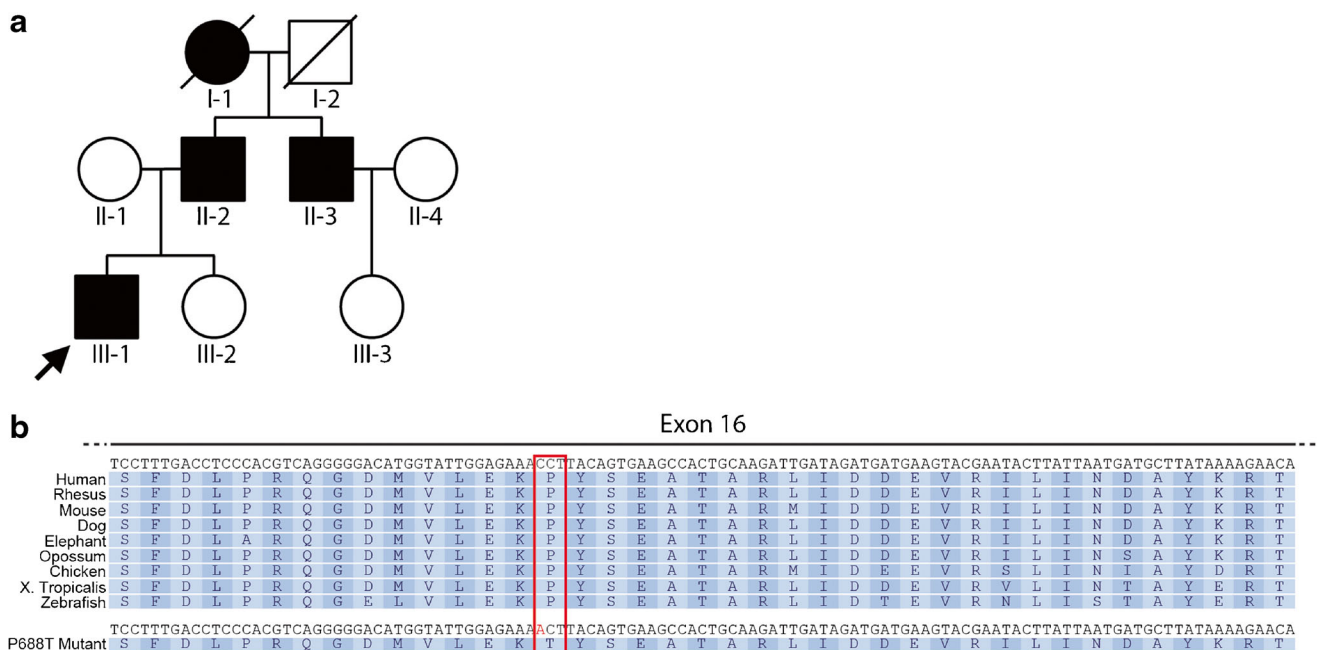 a
I-1
I-2
II-1
II-2
II-3
II-4
III-1
III-2
III-3
b
Exon 16
TCCTTTGACCTCCCACGTCAGGGGGACATGGTATTGGAGAAACCTTACAGTGAAGCCACTGCAAGATTGATAGATGATGAAGTACGAATACTTATTAATGATGCTTATAAAAGAACA
Human S F D L P R Q G D M V L E K P Y S E A T A R L I D D E V R I L I N D A Y K R T
Rhesus S F D L P R Q G D M V L E K P Y S E A T A R L I D D E V R I L I N D A Y K R T
Mouse S F D L P R Q G D M V L E K P Y S E A T A R M I D D E V R I L I N D A Y K R T
Dog S F D L P R Q G D M V L E K P Y S E A T A R L I D D E V R I L I N D A Y K R T
Elephant S F D L A R Q G D M V L E K P Y S E A T A R L I D D E V R I L I N D A Y K R T
Opossum S F D L P R Q G D M V L E K P Y S E A T A R L I D D E V R I L I N S A Y K R T
Chicken S F D L P R Q G D M V L E K P Y S E A T A R M I D E E V R S L I N I A Y D R T
X. Tropicalis S F D L P R Q G D M V L E K P Y S E A T A R L I D D E V R V L I N T A Y E R T
Zebrafish S F D L P R Q G E L V L E K P Y S E A T A R L I D T E V R N L I S T A Y E R T
TCCTTTGACCTCCCACGTCAGGGGGACATGGTATTGGAGAAAACTTACAGTGAAGCCACTGCAAGATTGATAGATGATGAAGTACGAATACTTATTAATGATGCTTATAAAAGAACA
P688T Mutant S F D L P R Q G D M V L E K T Y S E A T A R L I D D E V R I L I N D A Y K R T